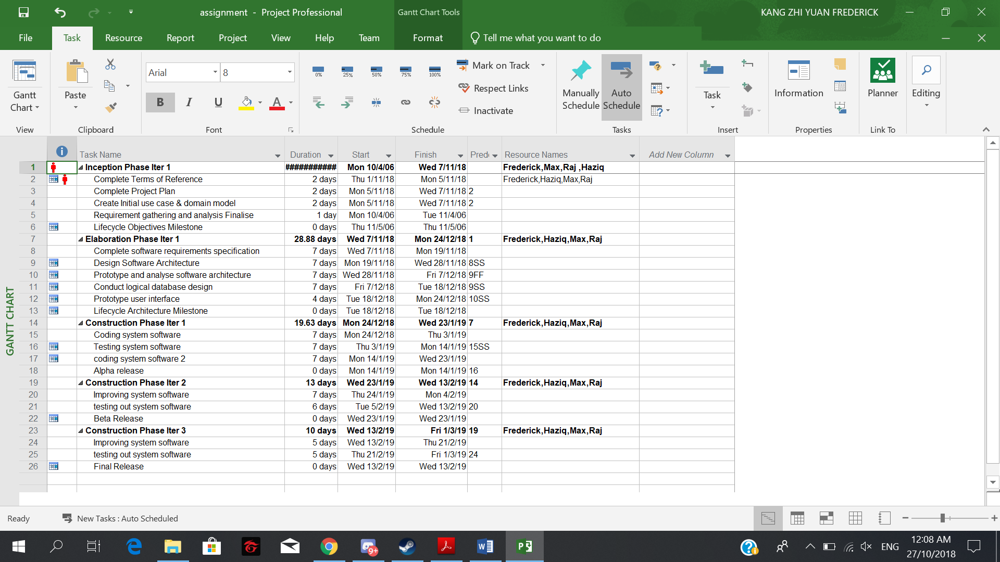 assignment - Project Professional
Gantt Chart Tools
KANG ZHI YUAN FREDERICK
File Task Resource Report Project View Help Team Format Tell me what you want to do
Gantt Chart
View
Paste
Clipboard
Arial 8
B I U A
Font
0% 25% 50% 75% 100%
Mark on Track
Respect Links
Inactivate
Schedule
Manually Schedule
Auto Schedule
Tasks
Task
Insert
Information
Properties
Planner
Link To
Editing
Task Name Duration Start Finish Pred Resource Names Add New Column
1 Inception Phase Iter 1 ########### Mon 10/4/06 Wed 7/11/18 Frederick,Max,Raj ,Haziq
2 Complete Terms of Reference 2 days Thu 1/11/18 Mon 5/11/18 Frederick,Haziq,Max,Raj
3 Complete Project Plan 2 days Mon 5/11/18 Wed 7/11/18 2
4 Create Initial use case & domain model 2 days Mon 5/11/18 Wed 7/11/18 2
5 Requirement gathering and analysis Finalise 1 day Mon 10/4/06 Tue 11/4/06
6 Lifecycle Objectives Milestone 0 days Thu 11/5/06 Thu 11/5/06
7 Elaboration Phase Iter 1 28.88 days Wed 7/11/18 Mon 24/12/18 1 Frederick,Haziq,Max,Raj
8 Complete software requirements specification 7 days Wed 7/11/18 Mon 19/11/18
9 Design Software Architecture 7 days Mon 19/11/18 Wed 28/11/18 8SS
10 Prototype and analyse software architecture 7 days Wed 28/11/18 Fri 7/12/18 9FF
11 Conduct logical database design 7 days Fri 7/12/18 Tue 18/12/18 9SS
12 Prototype user interface 4 days Tue 18/12/18 Mon 24/12/18 10SS
13 Lifecycle Architecture Milestone 0 days Tue 18/12/18 Tue 18/12/18
14 Construction Phase Iter 1 19.63 days Mon 24/12/18 Wed 23/1/19 7 Frederick,Haziq,Max,Raj
15 Coding system software 7 days Mon 24/12/18 Thu 3/1/19
16 Testing system software 7 days Thu 3/1/19 Mon 14/1/19 15SS
17 coding system software 2 7 days Mon 14/1/19 Wed 23/1/19
18 Alpha release 0 days Mon 14/1/19 Mon 14/1/19 16
19 Construction Phase Iter 2 13 days Wed 23/1/19 Wed 13/2/19 14 Frederick,Haziq,Max,Raj
20 Improving system software 7 days Thu 24/1/19 Mon 4/2/19
21 testing out system software 6 days Tue 5/2/19 Wed 13/2/19 20
22 Beta Release 0 days Wed 23/1/19 Wed 23/1/19
23 Construction Phase Iter 3 10 days Wed 13/2/19 Fri 1/3/19 19 Frederick,Haziq,Max,Raj
24 Improving system software 5 days Wed 13/2/19 Thu 21/2/19
25 testing out system software 5 days Thu 21/2/19 Fri 1/3/19 24
26 Final Release 0 days Wed 13/2/19 Wed 13/2/19
GANTT CHART
Ready New Tasks : Auto Scheduled
9+
ENG
12:08 AM
27/10/2018